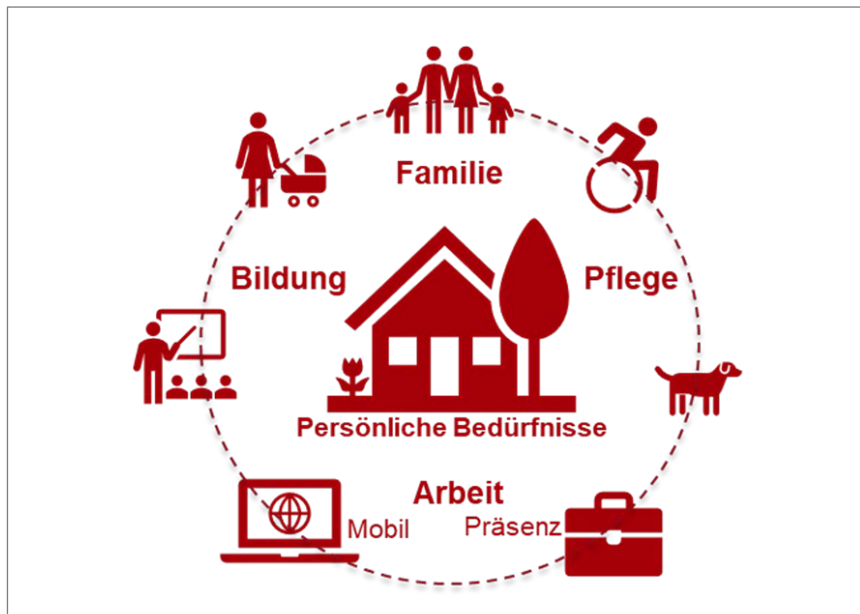 Familie
Bildung
Pflege
Persönliche Bedürfnisse
Arbeit
Mobil
Präsenz